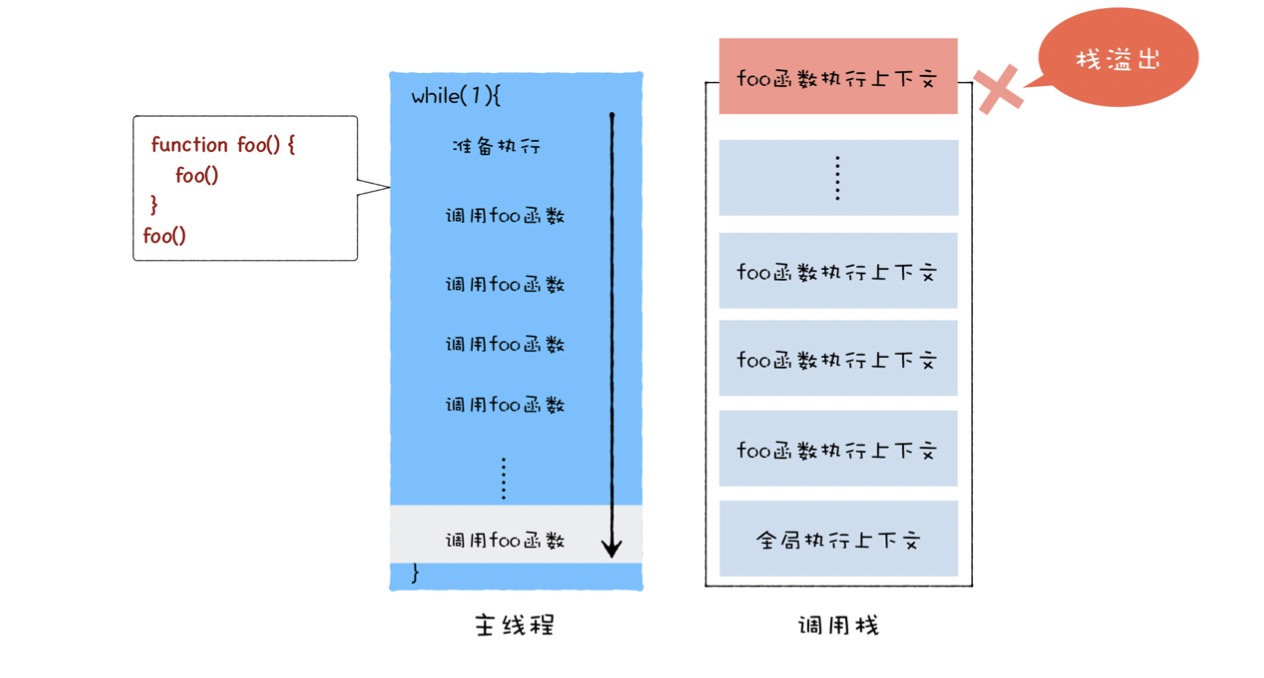 function foo() {
foo()
}
foo()
while(1){
准备执行
调用foo函数
调用foo函数
调用foo函数
调用foo函数
调用foo函数
}
主线程
foo函数执行上下文
foo函数执行上下文
foo函数执行上下文
foo函数执行上下文
全局执行上下文
调用栈
栈溢出